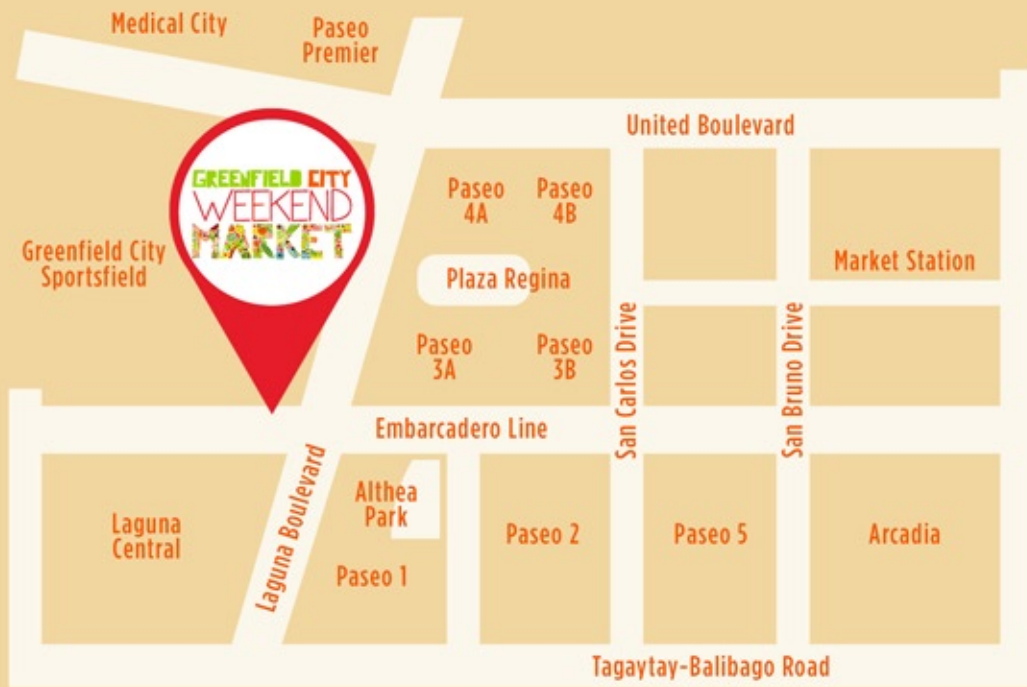 Medical City
Paseo
Premier
United Boulevard
GREENFIELD CITY
WEEKEND
MARKET
Paseo
4A
Paseo
4B
Greenfield City
Sportsfield
Plaza Regina
Market Station
Paseo
3A
Paseo
3B
San Carlos Drive
San Bruno Drive
Embarcadero Line
Laguna Boulevard
Althea
Park
Laguna
Central
Paseo 1
Paseo 2
Paseo 5
Arcadia
Tagaytay-Balibago Road